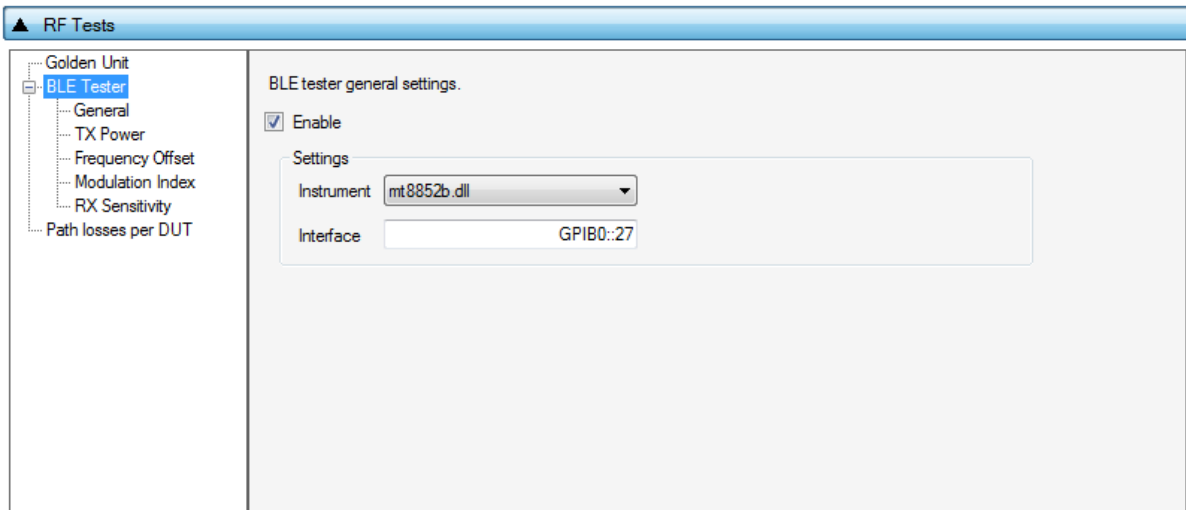 RF Tests
Golden Unit
BLE Tester
General
TX Power
Frequency Offset
Modulation Index
RX Sensitivity
Path losses per DUT
BLE tester general settings.
Enable
Settings
Instrument mt8852b.dll
Interface GPIB0::27